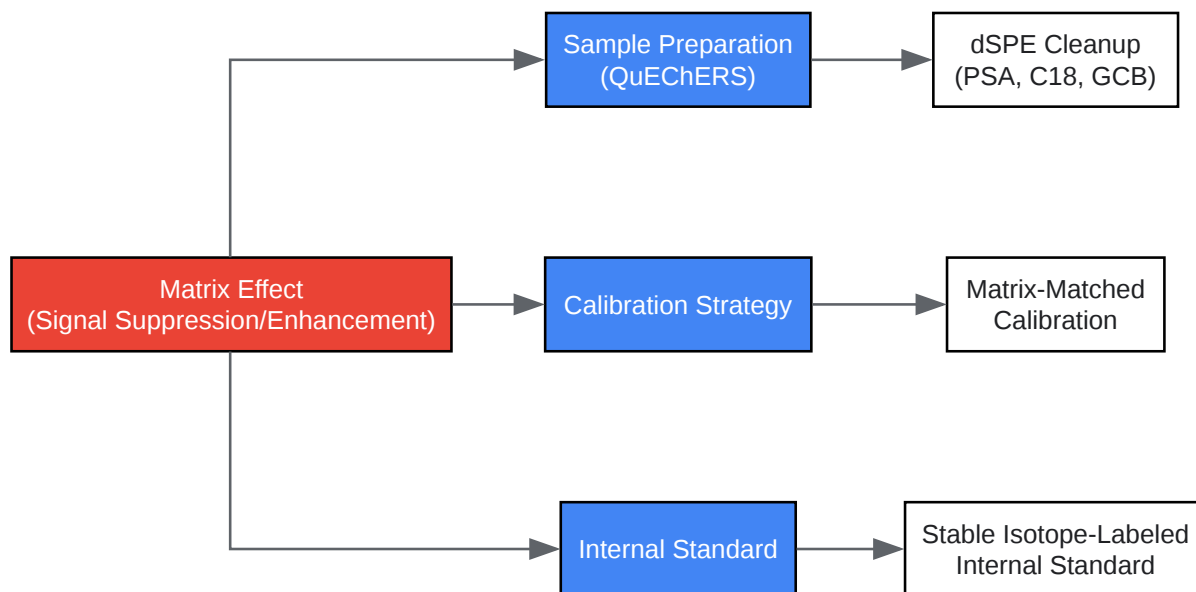 Sample Preparation
(QuEChERS)
dSPE Cleanup
(PSA, C18, GCB)
Matrix Effect
(Signal Suppression/Enhancement)
Calibration Strategy
Matrix-Matched
Calibration
Internal Standard
Stable Isotope-Labeled
Internal Standard